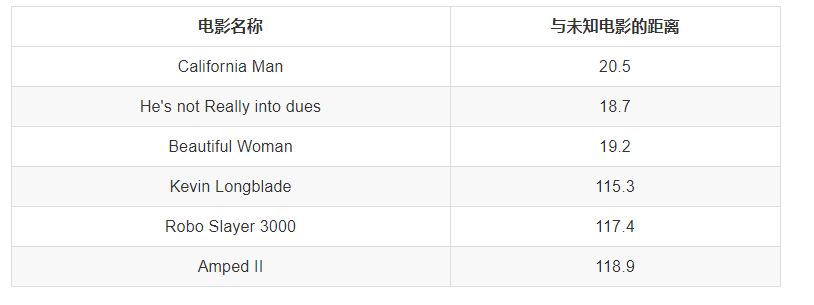 电影名称 与未知电影的距离
California Man 20.5
He's not Really into dues 18.7
Beautiful Woman 19.2
Kevin Longblade 115.3
Robo Slayer 3000 117.4
Amped II 118.9